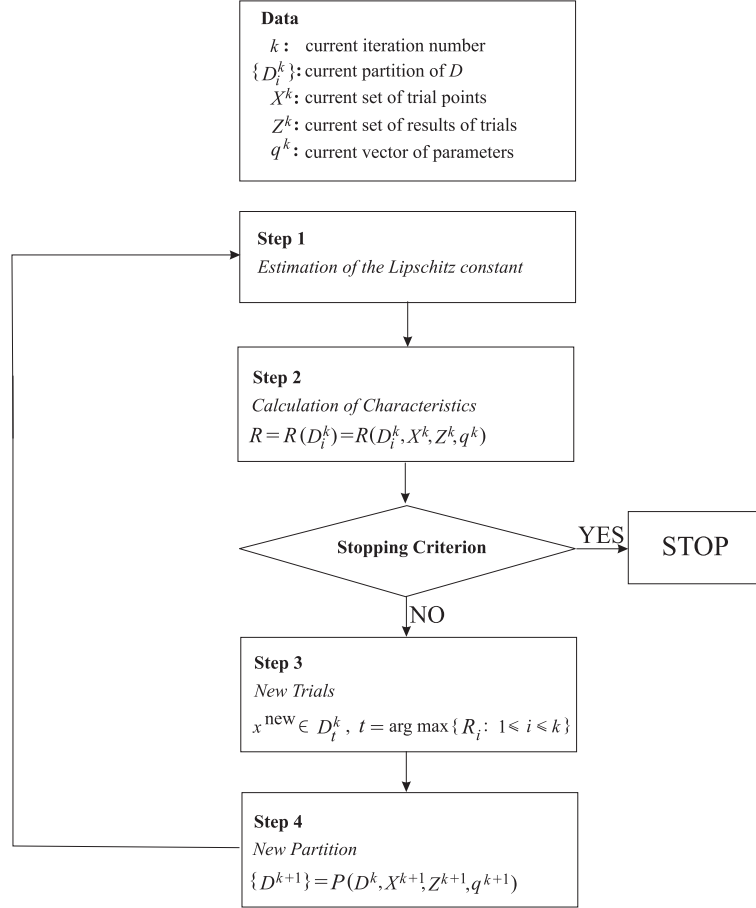 Data
k : current iteration number
{D_i^k}: current partition of D
X^k: current set of trial points
Z^k: current set of results of trials
q^k: current vector of parameters
Step 1
Estimation of the Lipschitz constant
Step 2
Calculation of Characteristics
R = R(D_i^k) = R(D_i^k, X^k, Z^k, q^k)
Stopping Criterion
YES
STOP
NO
Step 3
New Trials
x^new ∈ D_t^k , t = arg max{R_i : 1 ⩽ i ⩽ k}
Step 4
New Partition
{D^{k+1}} = P(D^k, X^{k+1}, Z^{k+1}, q^{k+1})